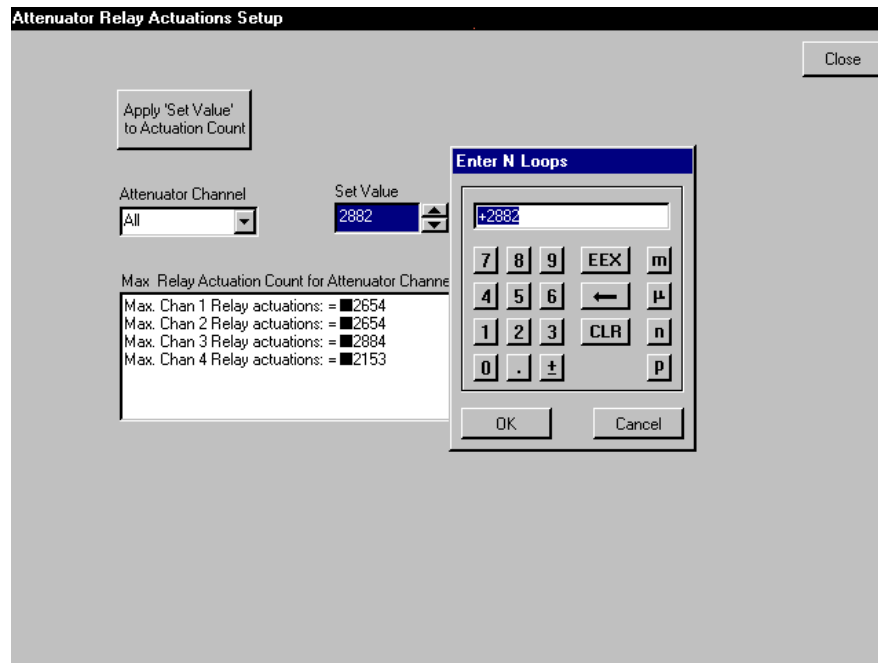 Attenuator Relay Actuations Setup
Close
Apply 'Set Value'
to Actuation Count
Attenuator Channel
All
Set Value
2882
Max Relay Actuation Count for Attenuator Channe
Max. Chan 1 Relay actuations: = ■2654
Max. Chan 2 Relay actuations: = ■2654
Max. Chan 3 Relay actuations: = ■2884
Max. Chan 4 Relay actuations: = ■2153
Enter N Loops
+2882
7 8 9 EEX m
4 5 6 ← μ
1 2 3 CLR n
0 . ± p
OK Cancel